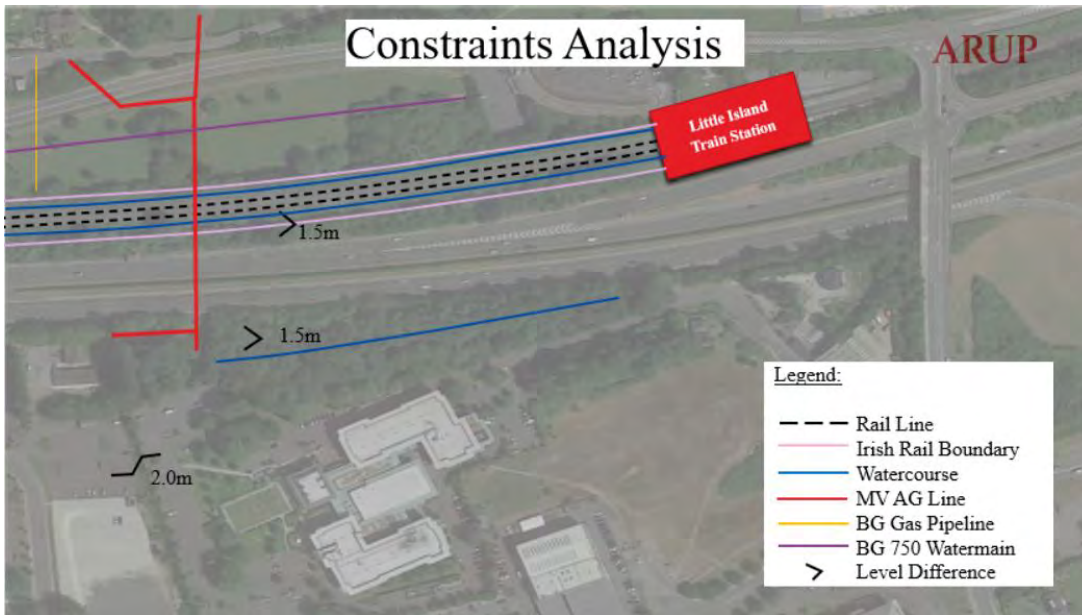 Constraints Analysis
ARUP
Little Island
Train Station
1.5m
1.5m
2.0m
Legend:
Rail Line
Irish Rail Boundary
Watercourse
MV AG Line
BG Gas Pipeline
BG 750 Watermain
Level Difference